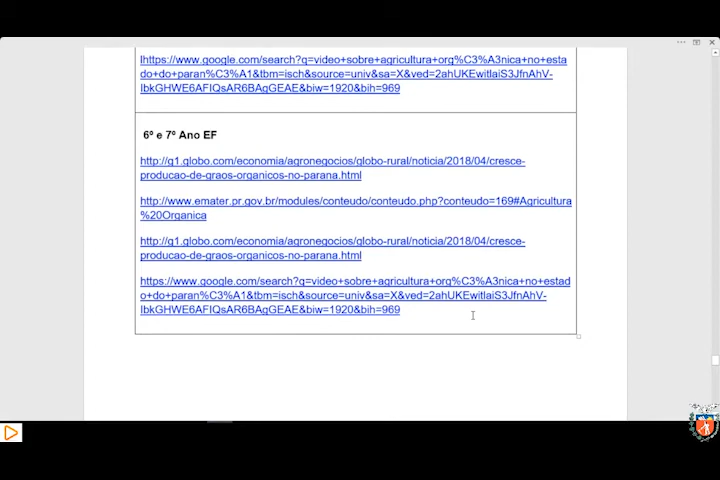 lhttps://www.google.com/search?q=video+sobre+agricultura+org%C3%A3nica+no+esta
do+do+paran%C3%A1&tbm=isch&source=univ&sa=X&ved=2ahUKEwitlaiS3JfnAhV-
IbkGHWE6AFIQsAR6BAgGEAE&biw=1920&bih=969
6º e 7º Ano EF
http://g1.globo.com/economia/agronegocios/globo-rural/noticia/2018/04/cresce-
producao-de-graos-organicos-no-parana.html
http://www.emater.pr.gov.br/modules/conteudo/conteudo.php?conteudo=169#Agricultura
%20Organica
http://g1.globo.com/economia/agronegocios/globo-rural/noticia/2018/04/cresce-
producao-de-graos-organicos-no-parana.html
https://www.google.com/search?q=video+sobre+agricultura+org%C3%A3nica+no+estad
o+do+paran%C3%A1&tbm=isch&source=univ&sa=X&ved=2ahUKEwitlaiS3JfnAhV-
IbkGHWE6AFIQsAR6BAgGEAE&biw=1920&bih=969